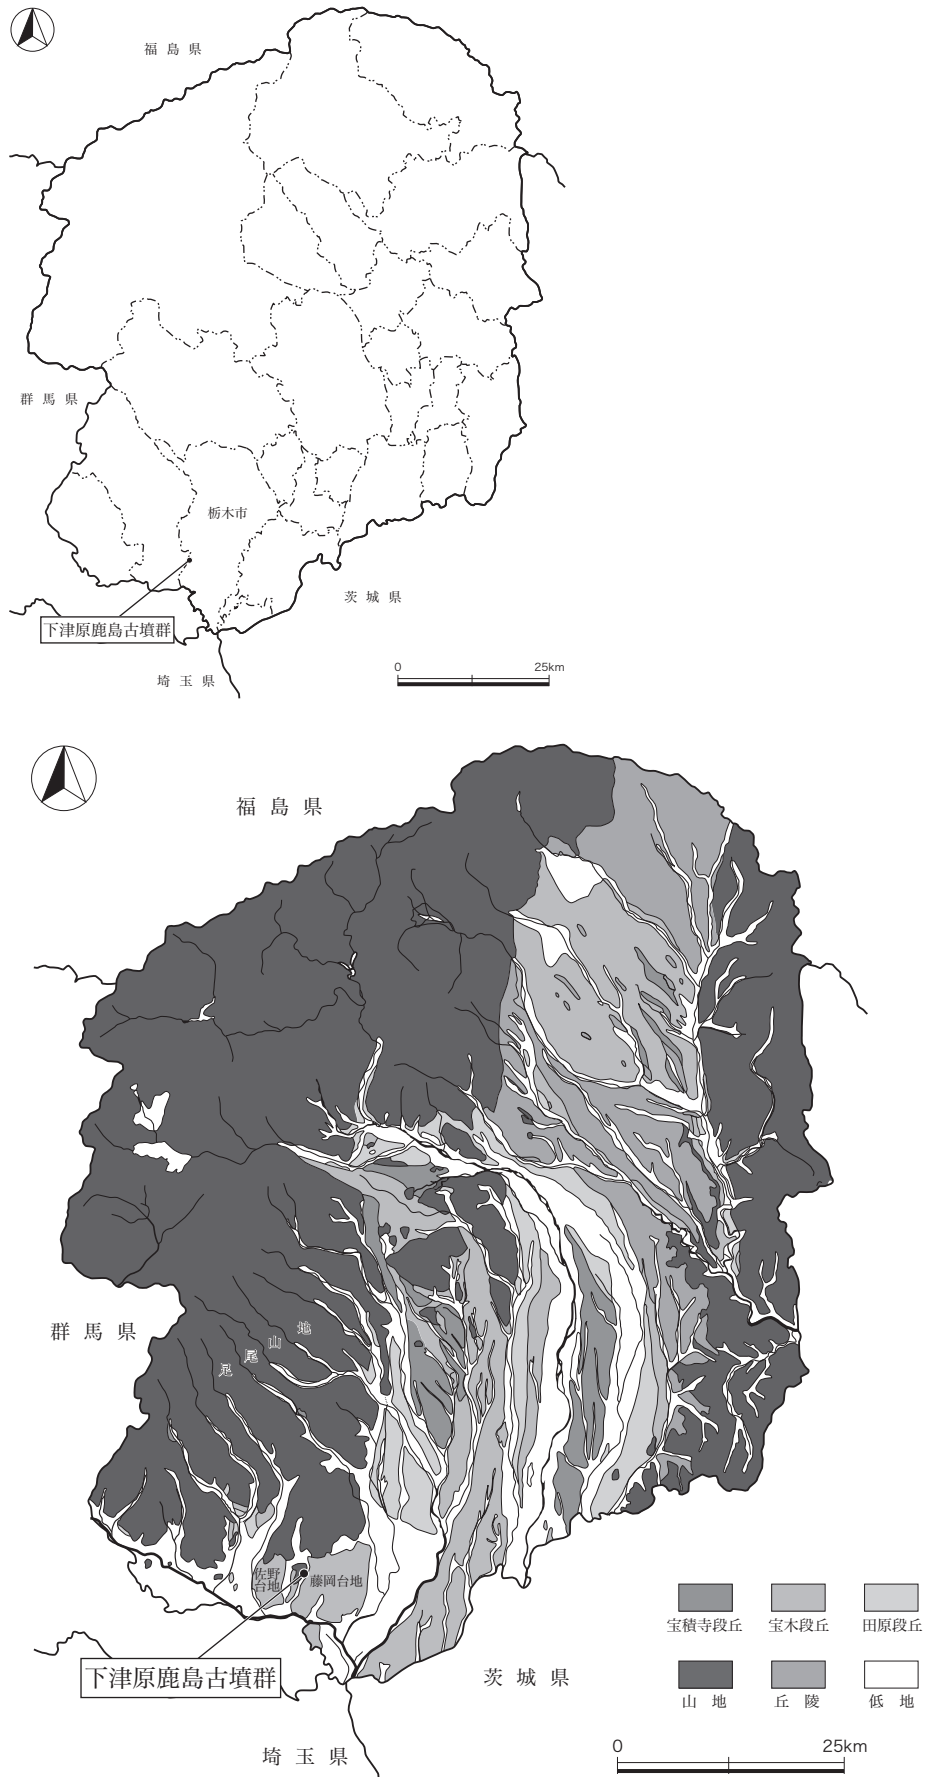 福島県
群馬県
栃木市
茨城県
下津原鹿島古墳群
埼玉県
0 25km
福島県
群馬県
足尾山地
佐野
台地
藤岡台地
宝積寺段丘 宝木段丘 田原段丘
下津原鹿島古墳群
茨城県
山地 丘陵 低地
埼玉県
0 25km